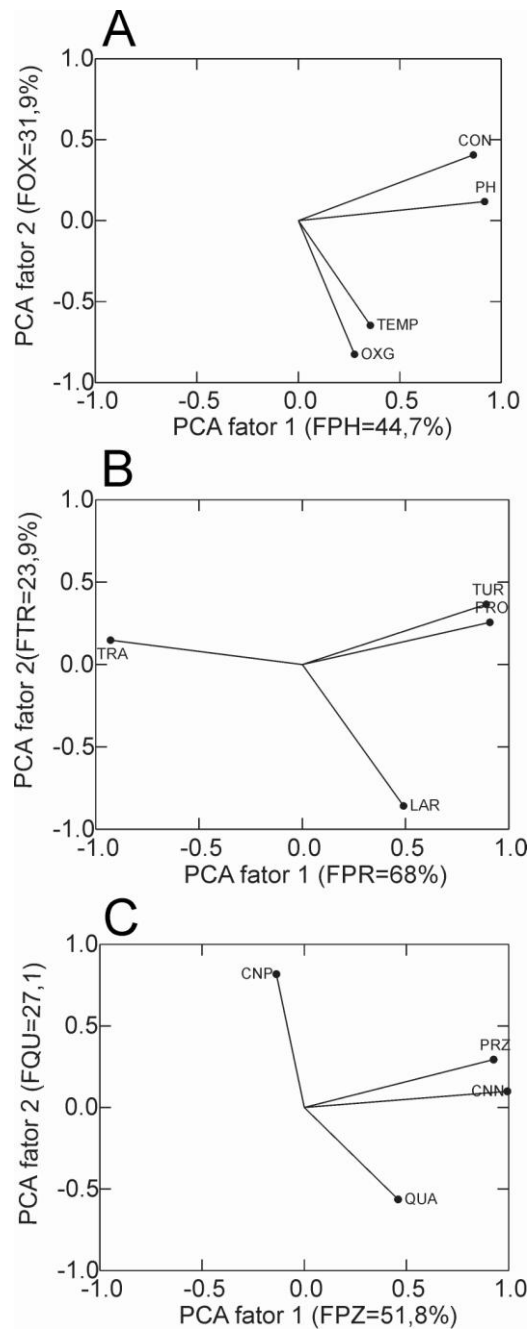 A
1.0
0.5
0.0
-0.5
-1.0
PCA fator 2 (FOX=31,9%)
CON
PH
TEMP
OXG
-1.0 -0.5 0.0 0.5 1.0
PCA fator 1 (FPH=44,7%)
B
1.0
0.5
0.0
-0.5
-1.0
PCA fator 2(FTR=23,9%)
TUR
PRO
TRA
LAR
-1.0 -0.5 0.0 0.5 1.0
PCA fator 1 (FPR=68%)
C
1.0
0.5
0.0
-0.5
-1.0
PCA fator 2 (FQU=27,1)
CNP
PRZ
CNN
QUA
-1.0 -0.5 0.0 0.5 1.0
PCA fator 1 (FPZ=51,8%)